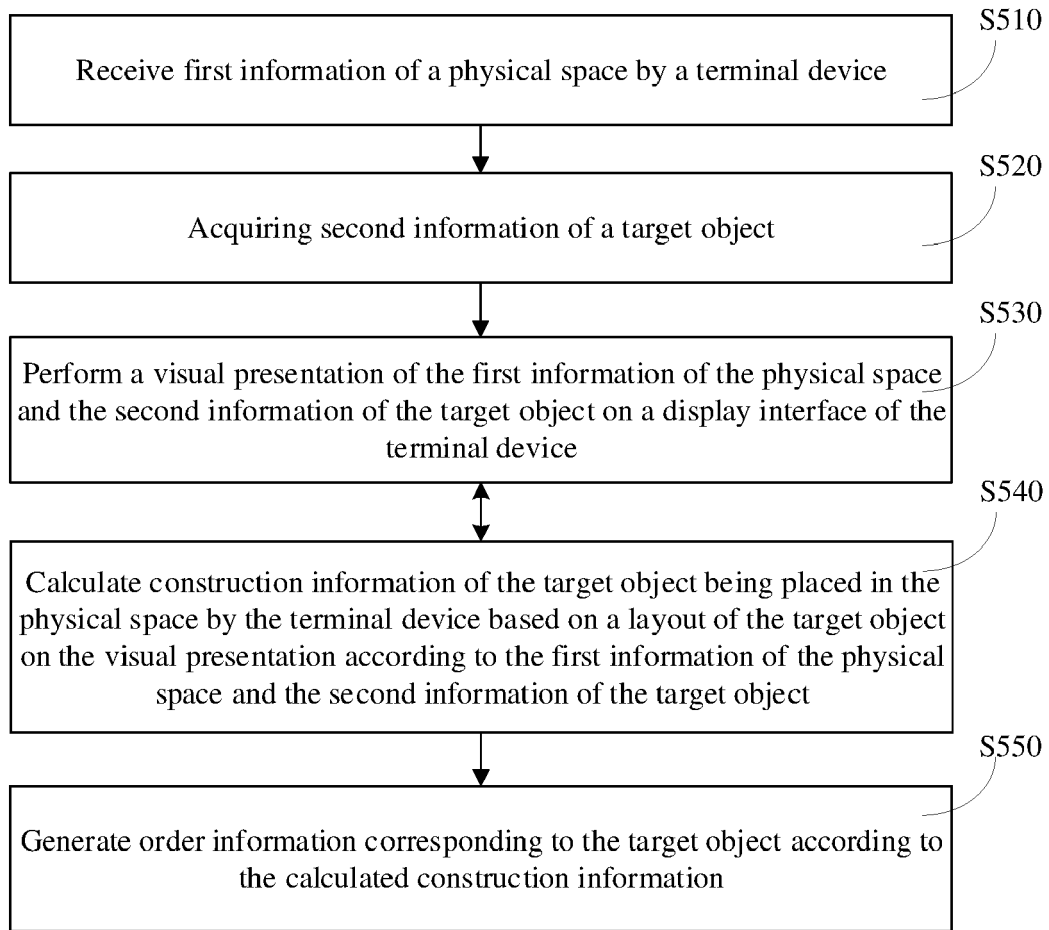 S510
Receive first information of a physical space by a terminal device
S520
Acquiring second information of a target object
S530
Perform a visual presentation of the first information of the physical space
and the second information of the target object on a display interface of the
terminal device
S540
Calculate construction information of the target object being placed in the
physical space by the terminal device based on a layout of the target object
on the visual presentation according to the first information of the physical
space and the second information of the target object
S550
Generate order information corresponding to the target object according to
the calculated construction information